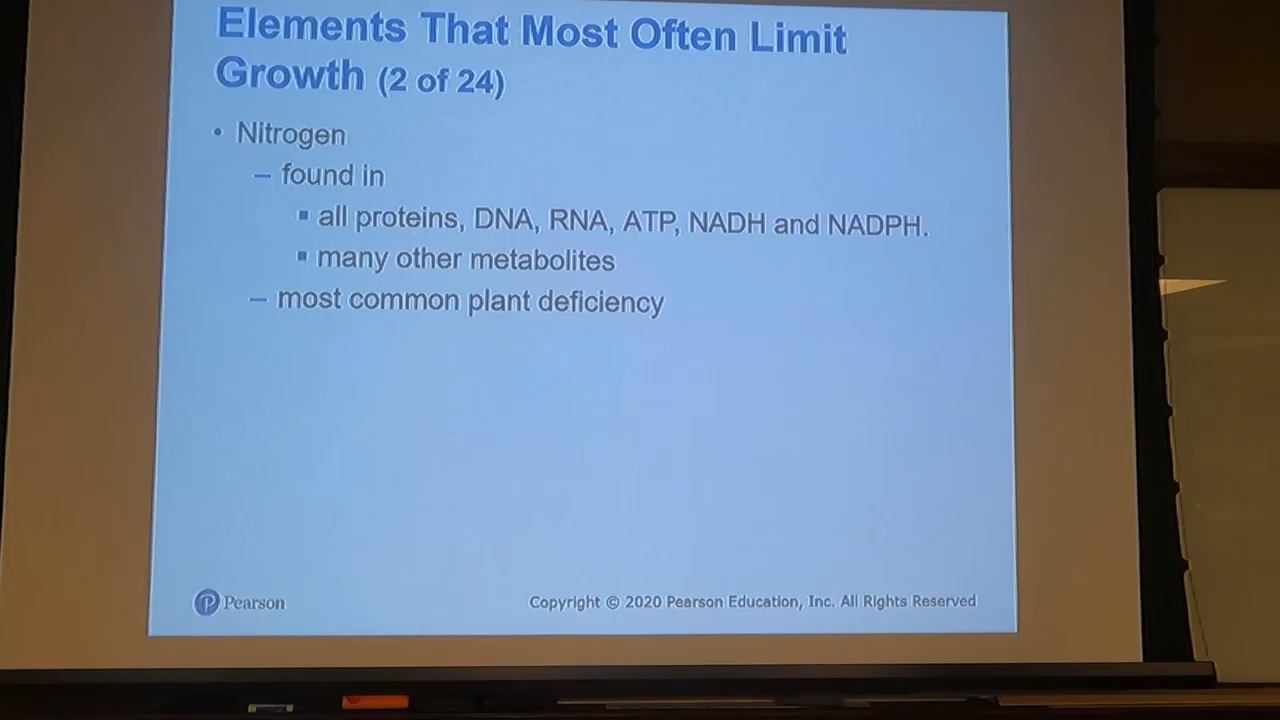 Elements That Most Often Limit
Growth (2 of 24)
• Nitrogen
– found in
▪ all proteins, DNA, RNA, ATP, NADH and NADPH.
▪ many other metabolites
– most common plant deficiency
Pearson
Copyright © 2020 Pearson Education, Inc. All Rights Reserved